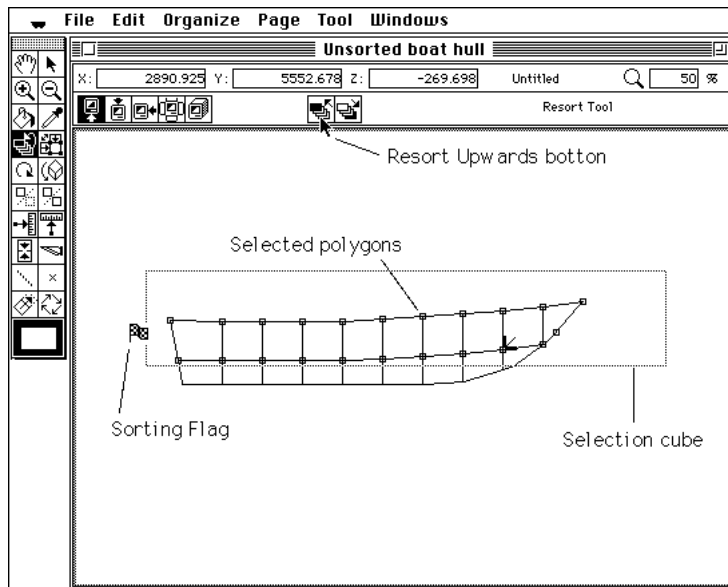 File Edit Organize Page Tool Windows
Unsorted boat hull
X: 2890.925 Y: 5552.678 Z: -269.698 Untitled 50 %
Resort Tool
Resort Upwards botton
Selected polygons
Sorting Flag
Selection cube